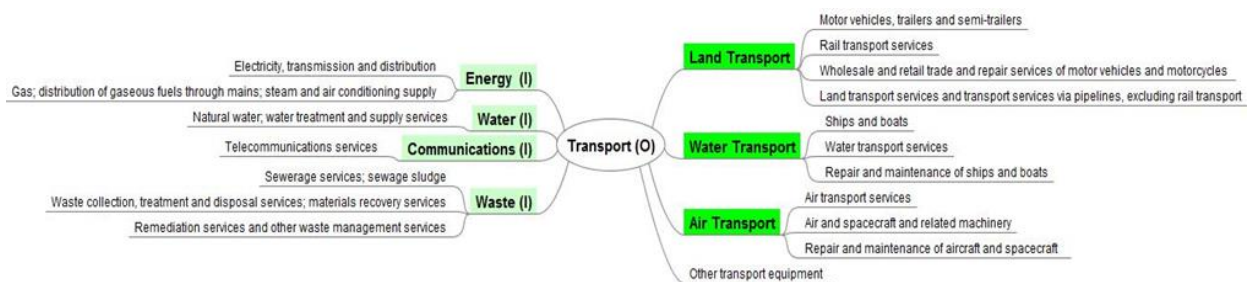 Electricity, transmission and distribution
Gas; distribution of gaseous fuels through mains; steam and air conditioning supply
Energy (I)
Natural water; water treatment and supply services
Water (I)
Telecommunications services
Communications (I)
Sewerage services; sewage sludge
Waste collection, treatment and disposal services; materials recovery services
Remediation services and other waste management services
Waste (I)
Transport (O)
Land Transport
Motor vehicles, trailers and semi-trailers
Rail transport services
Wholesale and retail trade and repair services of motor vehicles and motorcycles
Land transport services and transport services via pipelines, excluding rail transport
Water Transport
Ships and boats
Water transport services
Repair and maintenance of ships and boats
Air Transport
Air transport services
Air and spacecraft and related machinery
Repair and maintenance of aircraft and spacecraft
Other transport equipment